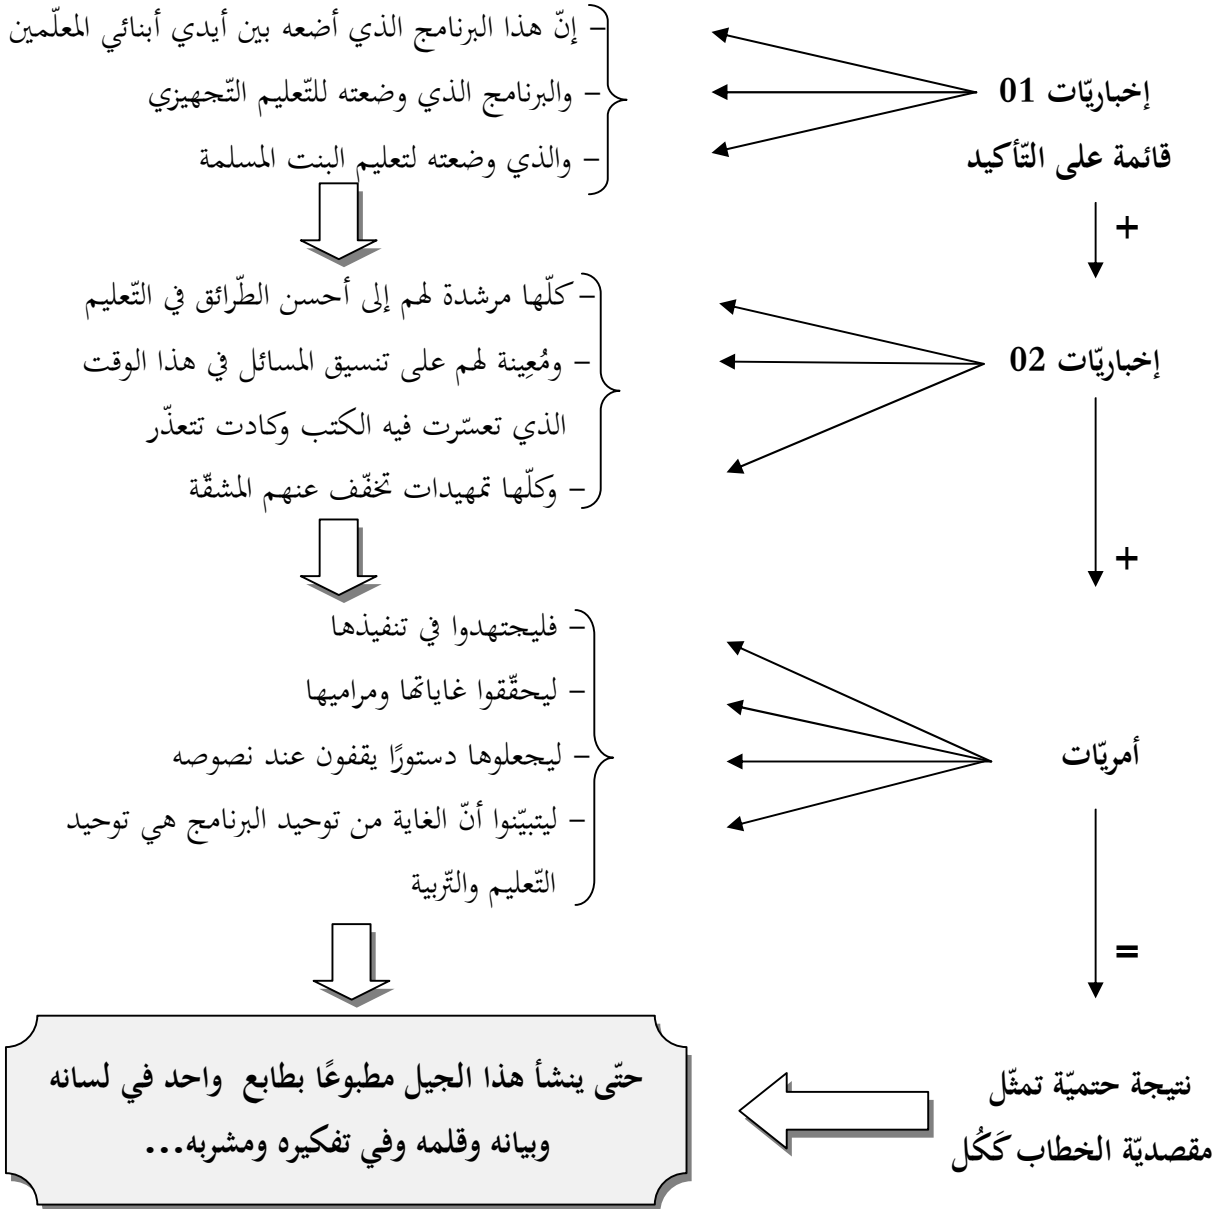 – إنّ هذا البرنامج الذي أضعه بين أيدي أبنائي المعلّمين
إخباريّات 01
– والبرنامج الذي وضعته للتّعليم التّجهيزي
قائمة على التّأكيد
– والذي وضعته لتعليم البنت المسلمة
+
– كلّها مرشدة لهم إلى أحسن الطّرائق في التّعليم
إخباريّات 02
– ومُعِينة لهم على تنسيق المسائل في هذا الوقت
الذي تعسّرت فيه الكتب وكادت تتعذّر
– وكلّها تمهيدات تخفّف عنهم المشقّة
+
– فليجتهدوا في تنفيذها
– ليحقّقوا غاياتها ومراميها
أمريّات
– ليجعلوها دستورًا يقفون عند نصوصه
– ليتبيّنوا أنّ الغاية من توحيد البرنامج هي توحيد
التّعليم والتّربية
=
نتيجة حتميّة تمثّل
مقصديّة الخطاب كَكُل
حتّى ينشأ هذا الجيل مطبوعًا بطابع واحد في لسانه
وبيانه وقلمه وفي تفكيره ومشربه...